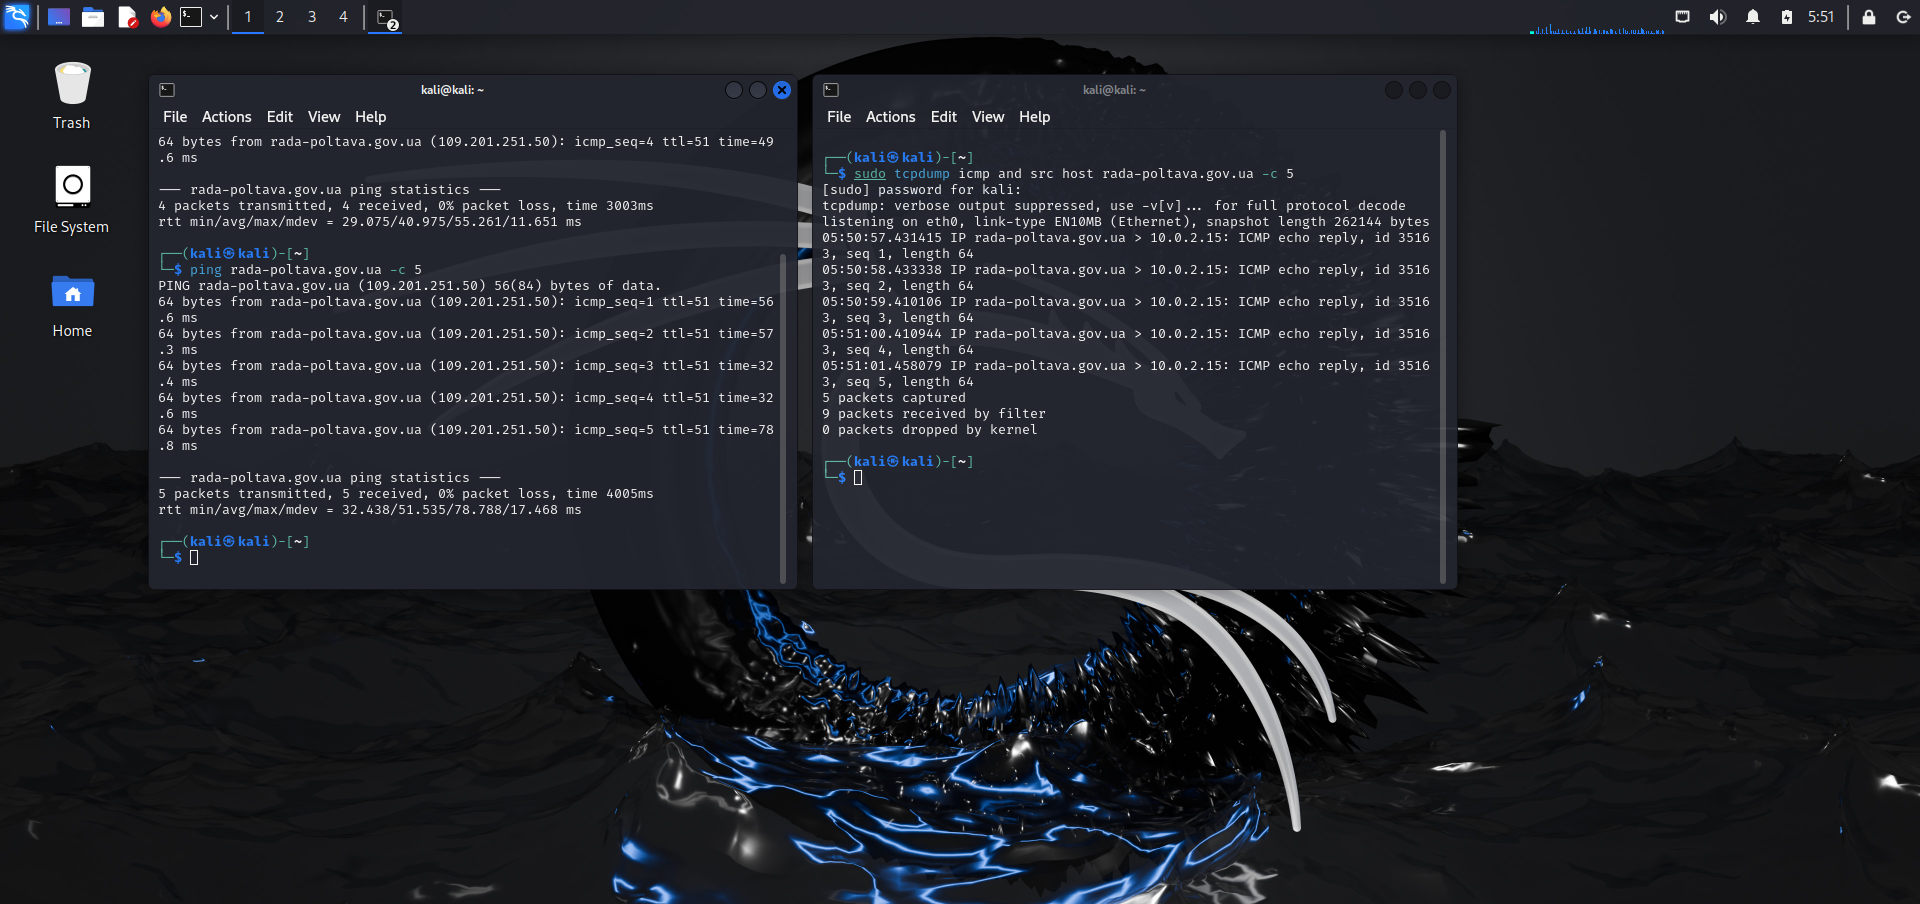 1 2 3 4 2 5:51
Trash
File System
Home
kali@kali: ~
File Actions Edit View Help
64 bytes from rada-poltava.gov.ua (109.201.251.50): icmp_seq=4 ttl=51 time=49
.6 ms
—— rada-poltava.gov.ua ping statistics ——
4 packets transmitted, 4 received, 0% packet loss, time 3003ms
rtt min/avg/max/mdev = 29.075/40.975/55.261/11.651 ms
┌──(kali㉿kali)-[~]
└─$ ping rada-poltava.gov.ua -c 5
PING rada-poltava.gov.ua (109.201.251.50) 56(84) bytes of data.
64 bytes from rada-poltava.gov.ua (109.201.251.50): icmp_seq=1 ttl=51 time=56
.6 ms
64 bytes from rada-poltava.gov.ua (109.201.251.50): icmp_seq=2 ttl=51 time=57
.3 ms
64 bytes from rada-poltava.gov.ua (109.201.251.50): icmp_seq=3 ttl=51 time=32
.4 ms
64 bytes from rada-poltava.gov.ua (109.201.251.50): icmp_seq=4 ttl=51 time=32
.6 ms
64 bytes from rada-poltava.gov.ua (109.201.251.50): icmp_seq=5 ttl=51 time=78
.8 ms
—— rada-poltava.gov.ua ping statistics ——
5 packets transmitted, 5 received, 0% packet loss, time 4005ms
rtt min/avg/max/mdev = 32.438/51.535/78.788/17.468 ms
┌──(kali㉿kali)-[~]
└─$
kali@kali: ~
File Actions Edit View Help
┌──(kali㉿kali)-[~]
└─$ sudo tcpdump icmp and src host rada-poltava.gov.ua -c 5
[sudo] password for kali:
tcpdump: verbose output suppressed, use -v[v]... for full protocol decode
listening on eth0, link-type EN10MB (Ethernet), snapshot length 262144 bytes
05:50:57.431415 IP rada-poltava.gov.ua > 10.0.2.15: ICMP echo reply, id 3516
3, seq 1, length 64
05:50:58.433338 IP rada-poltava.gov.ua > 10.0.2.15: ICMP echo reply, id 3516
3, seq 2, length 64
05:50:59.410106 IP rada-poltava.gov.ua > 10.0.2.15: ICMP echo reply, id 3516
3, seq 3, length 64
05:51:00.410944 IP rada-poltava.gov.ua > 10.0.2.15: ICMP echo reply, id 3516
3, seq 4, length 64
05:51:01.458079 IP rada-poltava.gov.ua > 10.0.2.15: ICMP echo reply, id 3516
3, seq 5, length 64
5 packets captured
9 packets received by filter
0 packets dropped by kernel
┌──(kali㉿kali)-[~]
└─$